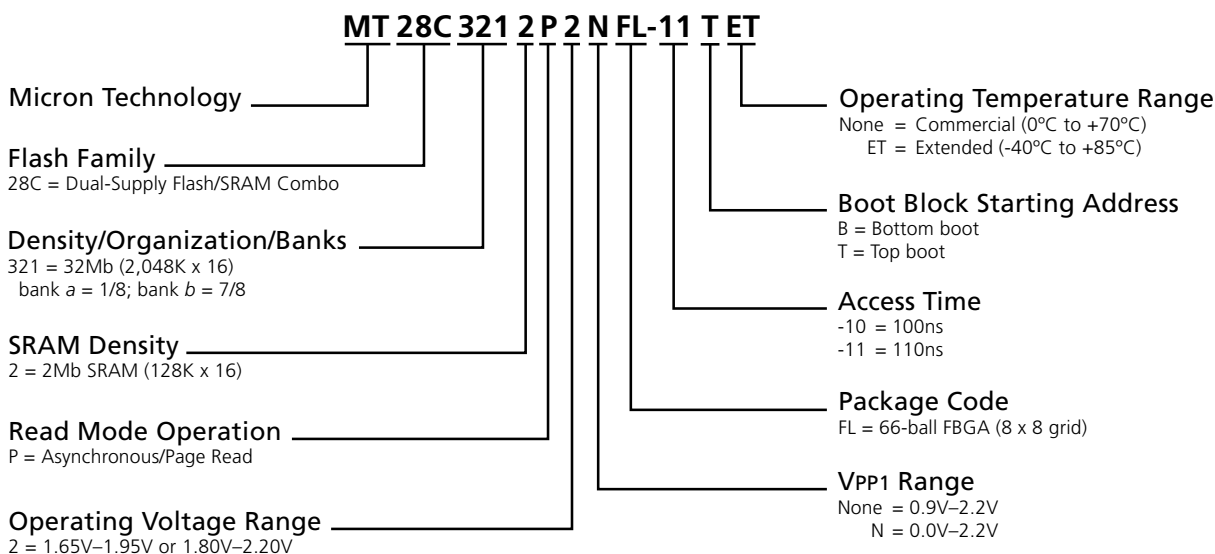 MT 28C 321 2 P 2 N FL-11 T ET
Micron Technology
Flash Family
28C = Dual-Supply Flash/SRAM Combo
Density/Organization/Banks
321 = 32Mb (2,048K x 16)
bank a = 1/8; bank b = 7/8
SRAM Density
2 = 2Mb SRAM (128K x 16)
Read Mode Operation
P = Asynchronous/Page Read
Operating Voltage Range
2 = 1.65V–1.95V or 1.80V–2.20V
Operating Temperature Range
None = Commercial (0ºC to +70ºC)
ET = Extended (-40ºC to +85ºC)
Boot Block Starting Address
B = Bottom boot
T = Top boot
Access Time
-10 = 100ns
-11 = 110ns
Package Code
FL = 66-ball FBGA (8 x 8 grid)
VPP1 Range
None = 0.9V–2.2V
N = 0.0V–2.2V